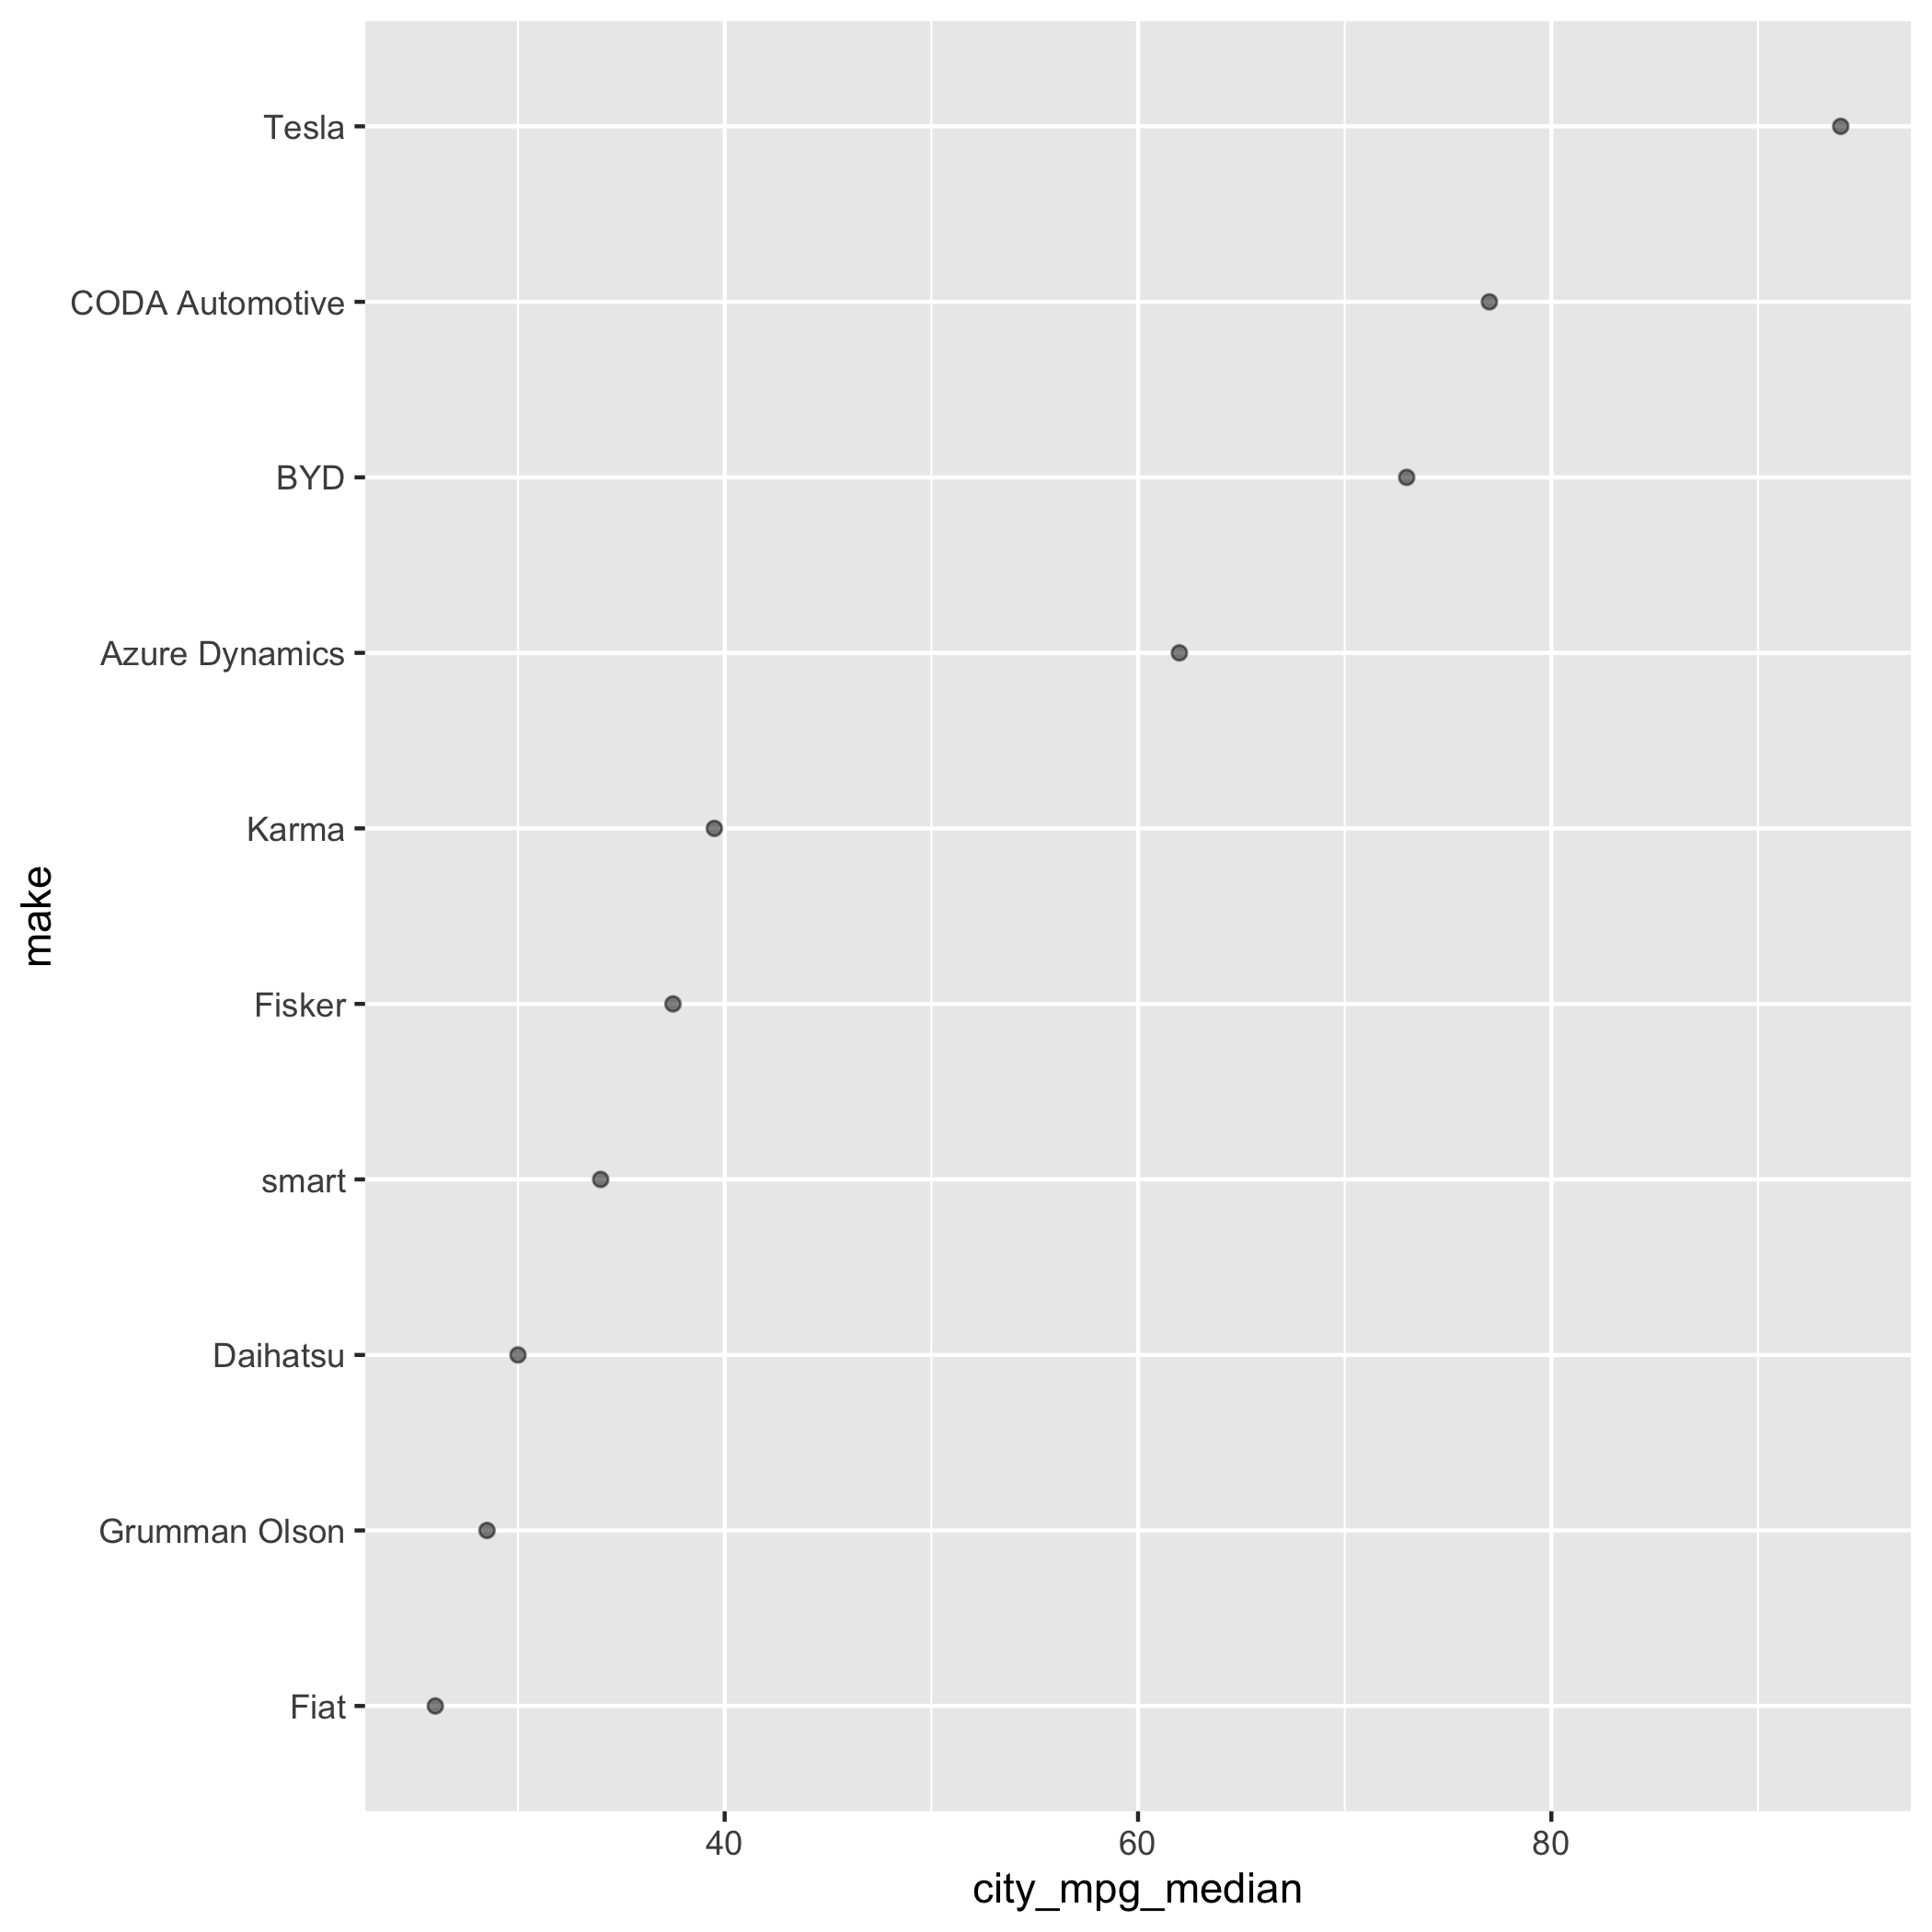 Tesla
CODA Automotive
BYD
Azure Dynamics
Karma
make
Fisker
smart
Daihatsu
Grumman Olson
Fiat
40 60 80
city_mpg_median